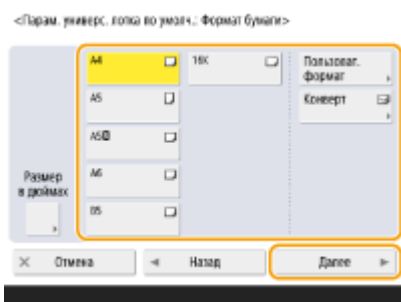 <Парам. универс. лотка по умолч.: Формат бумаги>
A4
16K
Пользоват.
формат
A5
Конверт
A5R
A6
Размер
в дюймах
B5
Отмена
Назад
Далее